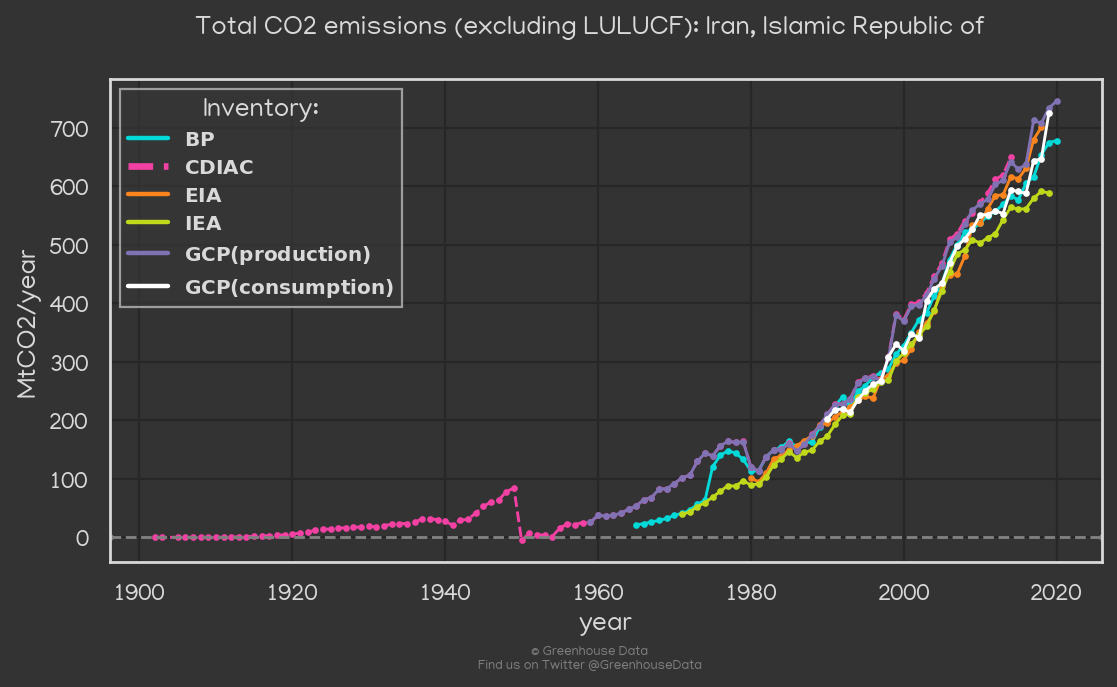 Total CO2 emissions (excluding LULUCF): Iran, Islamic Republic of
Inventory:
BP
CDIAC
EIA
IEA
GCP(production)
GCP(consumption)
MtCO2/year
700
600
500
400
300
200
100
0
1900 1920 1940 1960 1980 2000 2020
year
© Greenhouse Data
Find us on Twitter @GreenhouseData